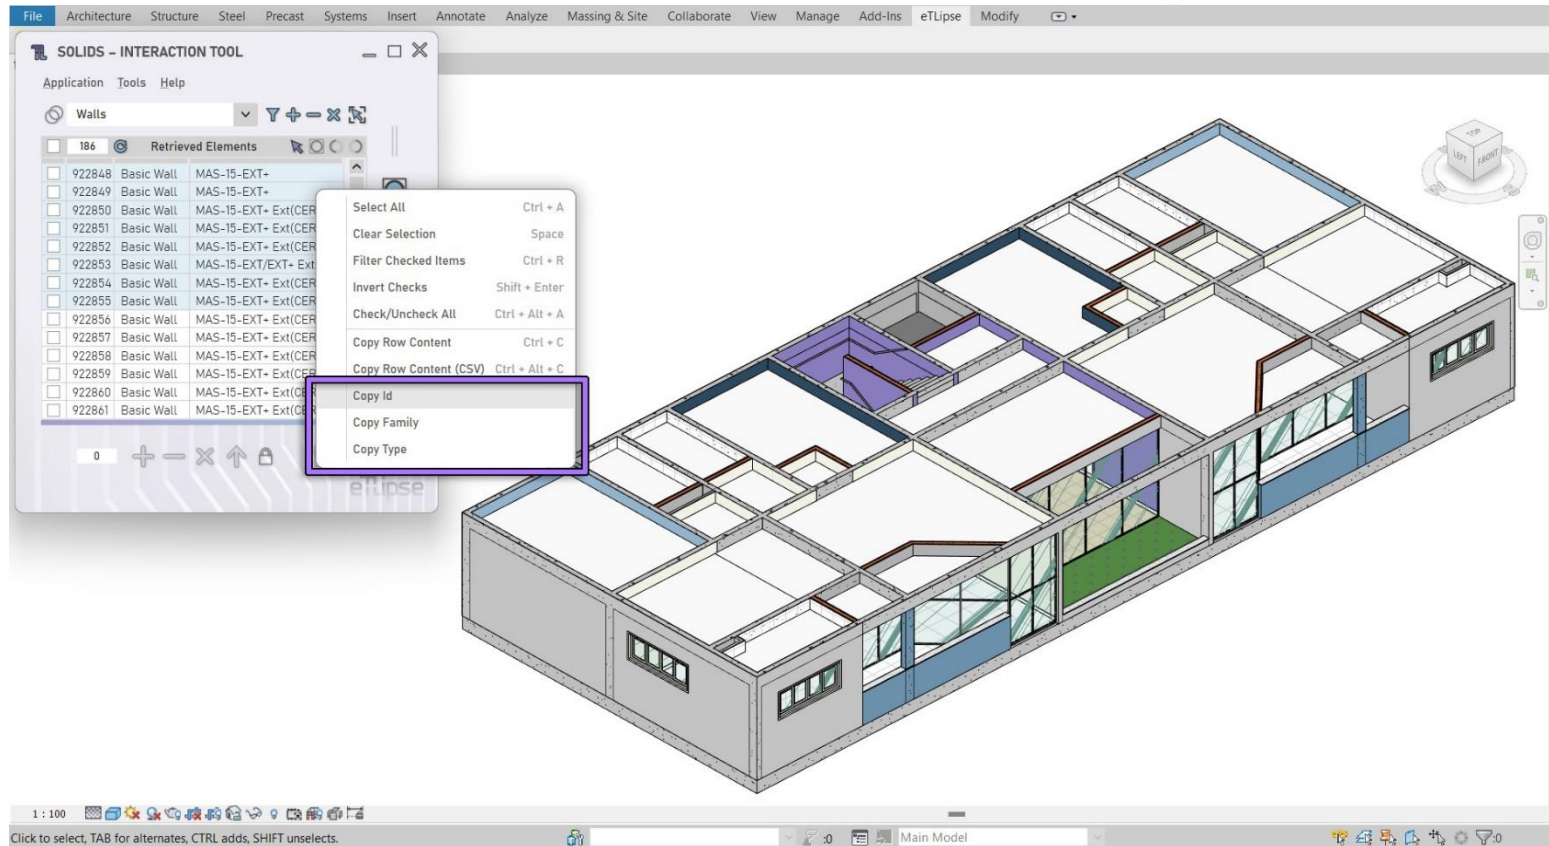 File Architecture Structure Steel Precast Systems Insert Annotate Analyze Massing & Site Collaborate View Manage Add-Ins eTLipse Modify
SOLIDS – INTERACTION TOOL
Application Tools Help
Walls
186 Retrieved Elements
922848 Basic Wall MAS-15-EXT+
922849 Basic Wall MAS-15-EXT+
922850 Basic Wall MAS-15-EXT+ Ext(CER
922851 Basic Wall MAS-15-EXT+ Ext(CER
922852 Basic Wall MAS-15-EXT+ Ext(CER
922853 Basic Wall MAS-15-EXT/EXT+ Ext
922854 Basic Wall MAS-15-EXT+ Ext(CER
922855 Basic Wall MAS-15-EXT+ Ext(CER
922856 Basic Wall MAS-15-EXT+ Ext(CER
922857 Basic Wall MAS-15-EXT+ Ext(CER
922858 Basic Wall MAS-15-EXT+ Ext(CER
922859 Basic Wall MAS-15-EXT+ Ext(CER
922860 Basic Wall MAS-15-EXT+ Ext(CE
922861 Basic Wall MAS-15-EXT+ Ext(CE
0
eTLipse
Select All Ctrl + A
Clear Selection Space
Filter Checked Items Ctrl + R
Invert Checks Shift + Enter
Check/Uncheck All Ctrl + Alt + A
Copy Row Content Ctrl + C
Copy Row Content (CSV) Ctrl + Alt + C
Copy Id
Copy Family
Copy Type
TOP
LEFT FRONT
1 : 100
Click to select, TAB for alternates, CTRL adds, SHIFT unselects.
:0 Main Model :0